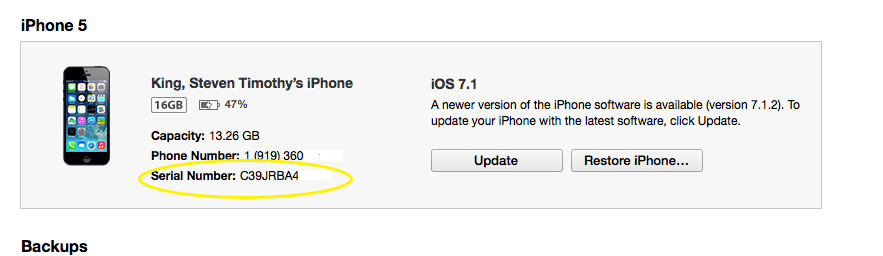 iPhone 5
King, Steven Timothy's iPhone
16GB 47%
Capacity: 13.26 GB
Phone Number: 1 (919) 360
Serial Number: C39JRBA4
iOS 7.1
A newer version of the iPhone software is available (version 7.1.2). To
update your iPhone with the latest software, click Update.
Update Restore iPhone...
Backups